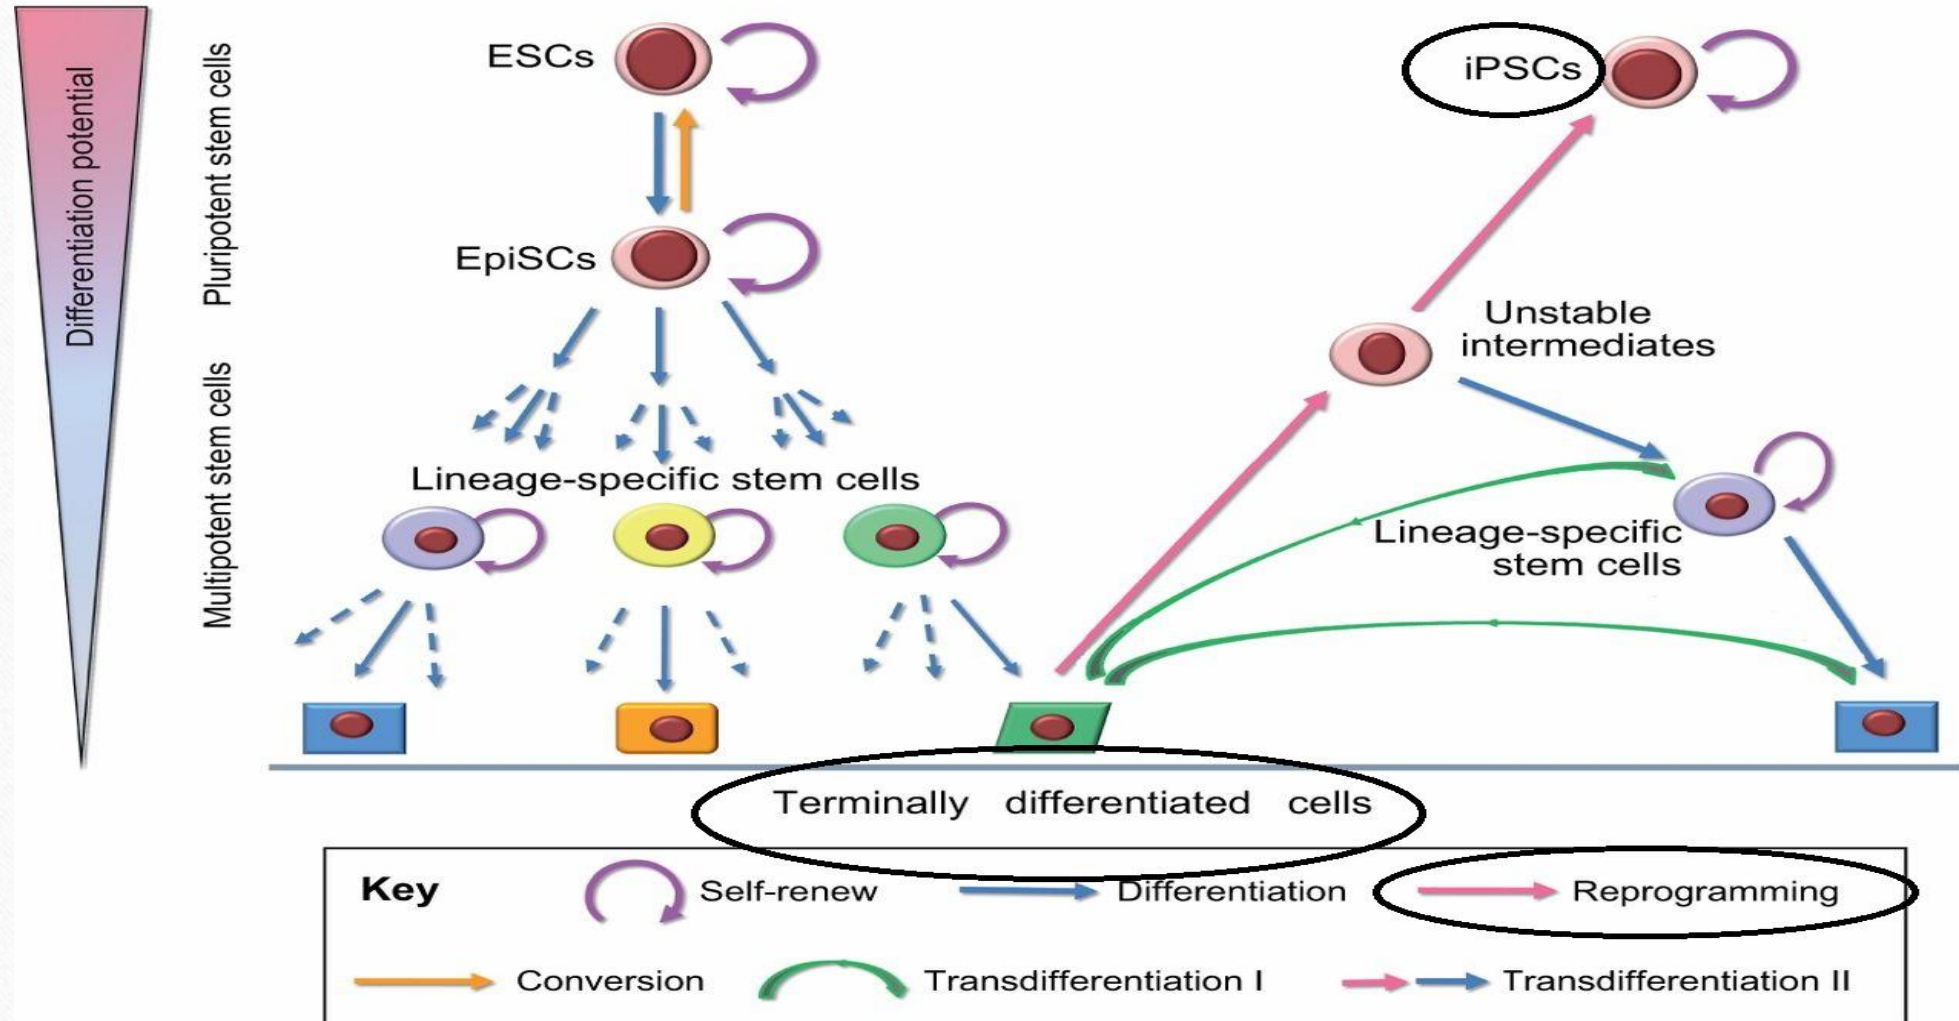 Differentiation potential
Pluripotent stem cells
Multipotent stem cells
ESCs
iPSCs
EpiSCs
Unstable
intermediates
Lineage-specific stem cells
Lineage-specific
stem cells
Terminally differentiated cells
Key
Self-renew
Differentiation
Reprogramming
Conversion
Transdifferentiation I
Transdifferentiation II